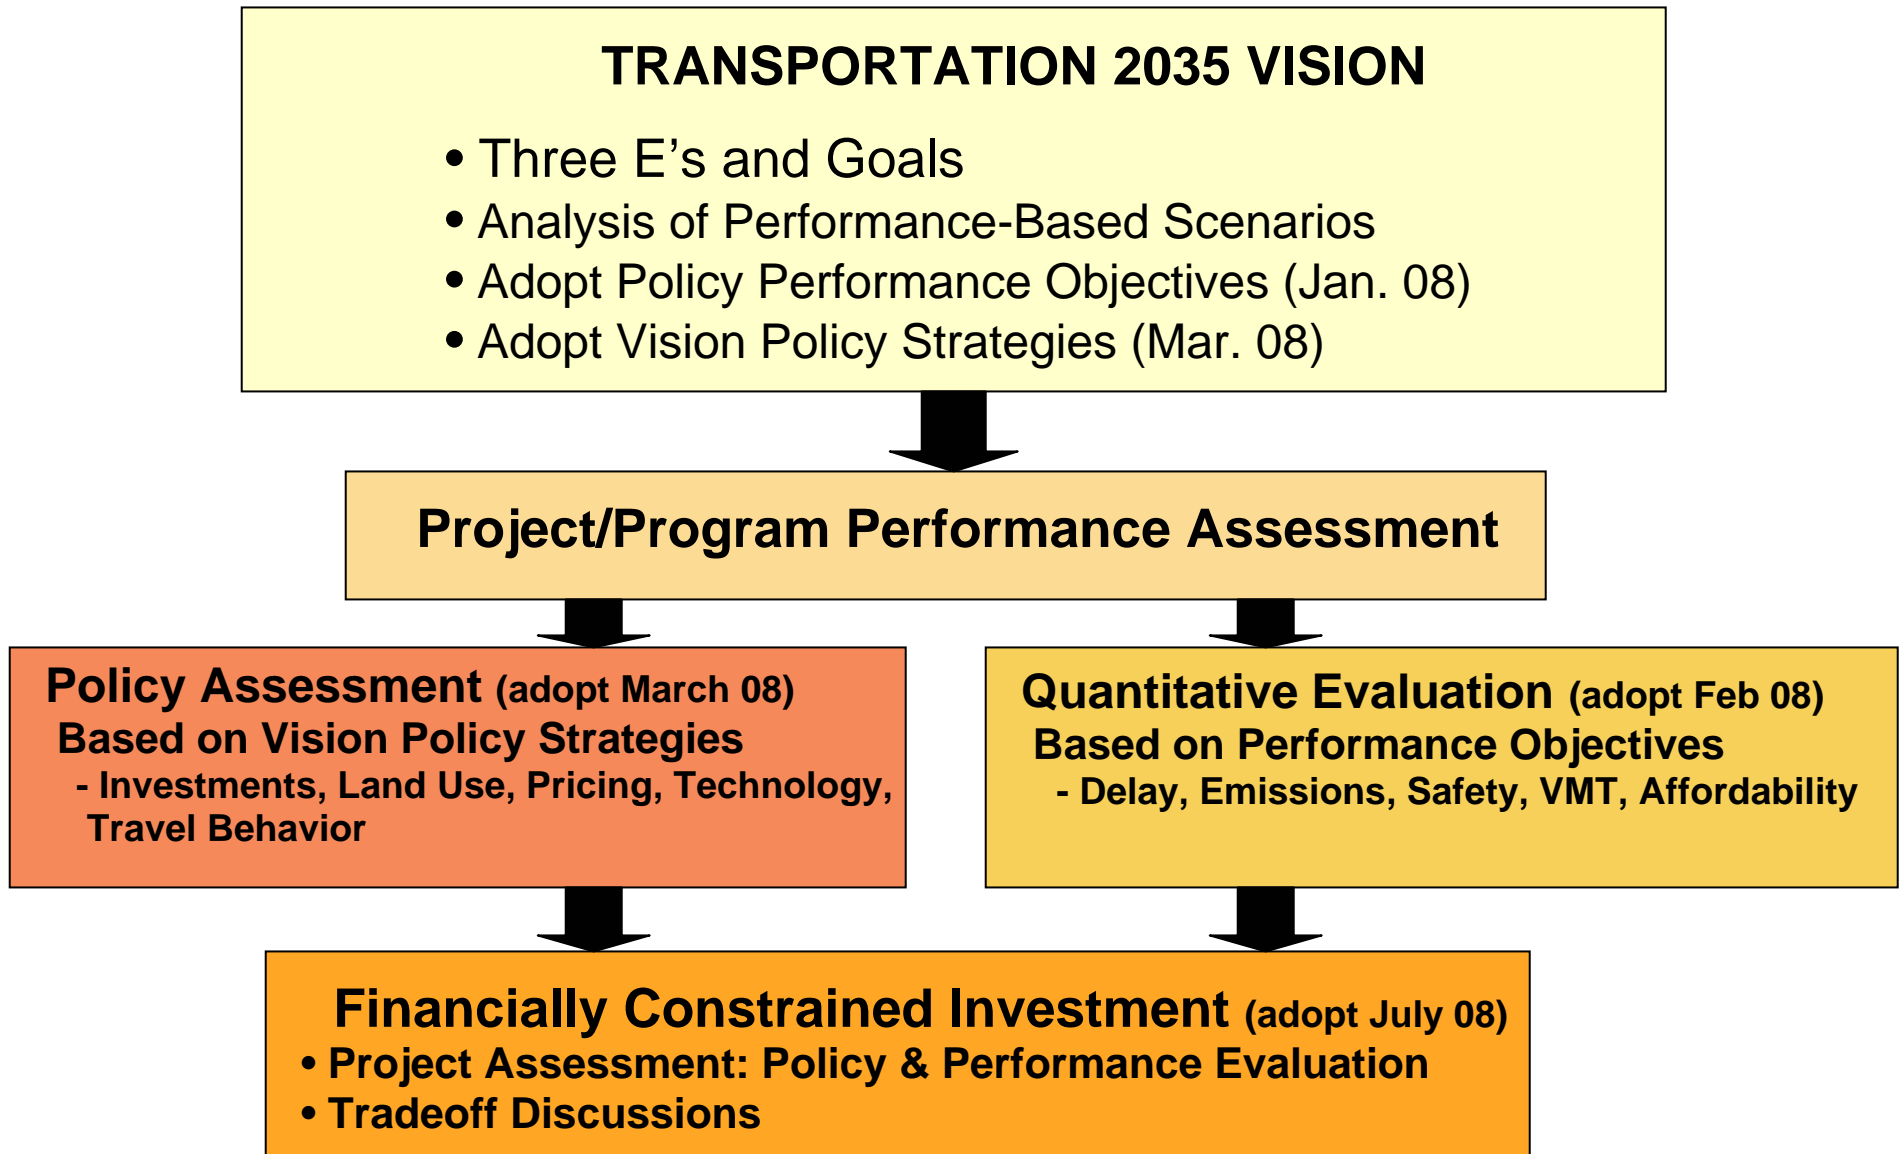 TRANSPORTATION 2035 VISION
• Three E’s and Goals
• Analysis of Performance-Based Scenarios
• Adopt Policy Performance Objectives (Jan. 08)
• Adopt Vision Policy Strategies (Mar. 08)
Project/Program Performance Assessment
Policy Assessment (adopt March 08)
Based on Vision Policy Strategies
- Investments, Land Use, Pricing, Technology,
Travel Behavior
Quantitative Evaluation (adopt Feb 08)
Based on Performance Objectives
- Delay, Emissions, Safety, VMT, Affordability
Financially Constrained Investment (adopt July 08)
• Project Assessment: Policy & Performance Evaluation
• Tradeoff Discussions